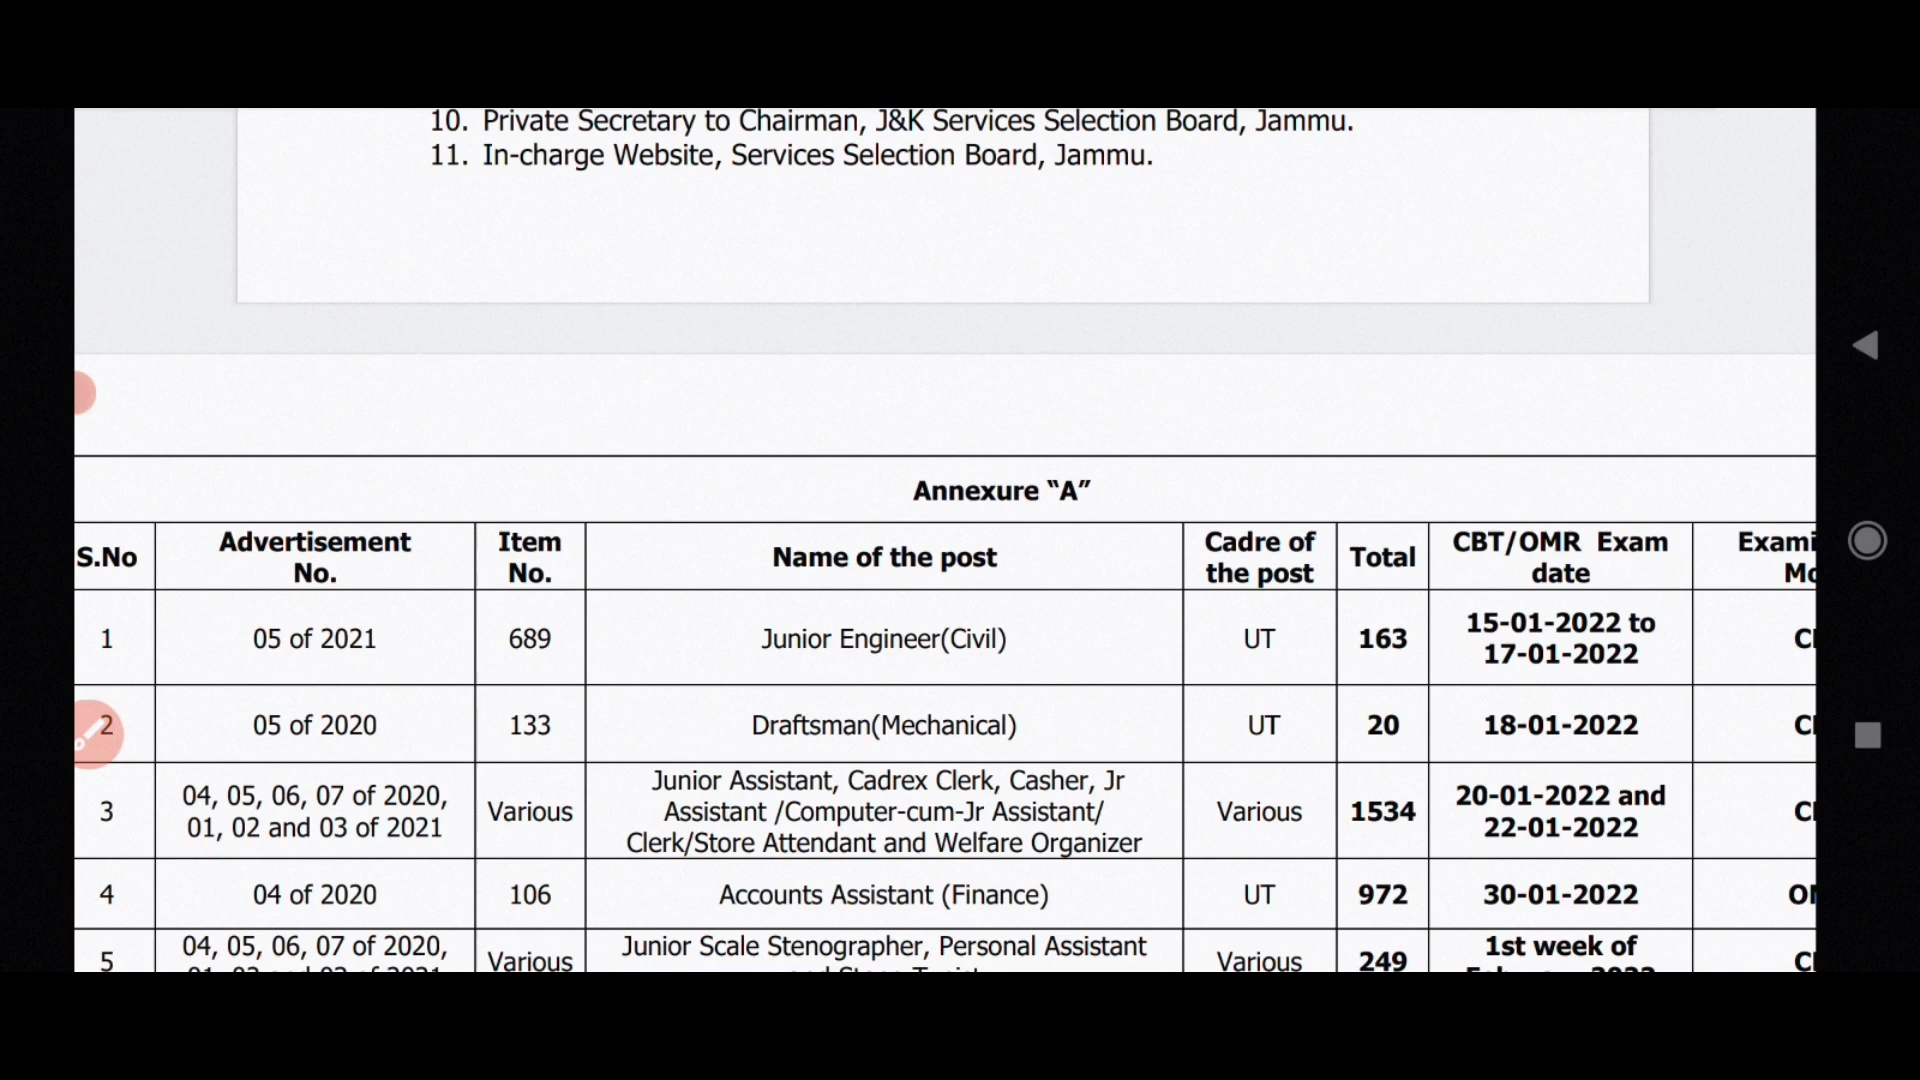 10. Private Secretary to Chairman, J&K Services Selection Board, Jammu.
11. In-charge Website, Services Selection Board, Jammu.
Annexure “A”
S.No
Advertisement
No.
Item
No.
Name of the post
Cadre of
the post
Total
CBT/OMR Exam
date
1
05 of 2021
689
Junior Engineer(Civil)
UT
163
15-01-2022 to
17-01-2022
2
05 of 2020
133
Draftsman(Mechanical)
UT
20
18-01-2022
3
04, 05, 06, 07 of 2020,
01, 02 and 03 of 2021
Various
Junior Assistant, Cadrex Clerk, Casher, Jr
Assistant /Computer-cum-Jr Assistant/
Clerk/Store Attendant and Welfare Organizer
Various
1534
20-01-2022 and
22-01-2022
4
04 of 2020
106
Accounts Assistant (Finance)
UT
972
30-01-2022
5
04, 05, 06, 07 of 2020,
Various
Junior Scale Stenographer, Personal Assistant
Various
249
1st week of